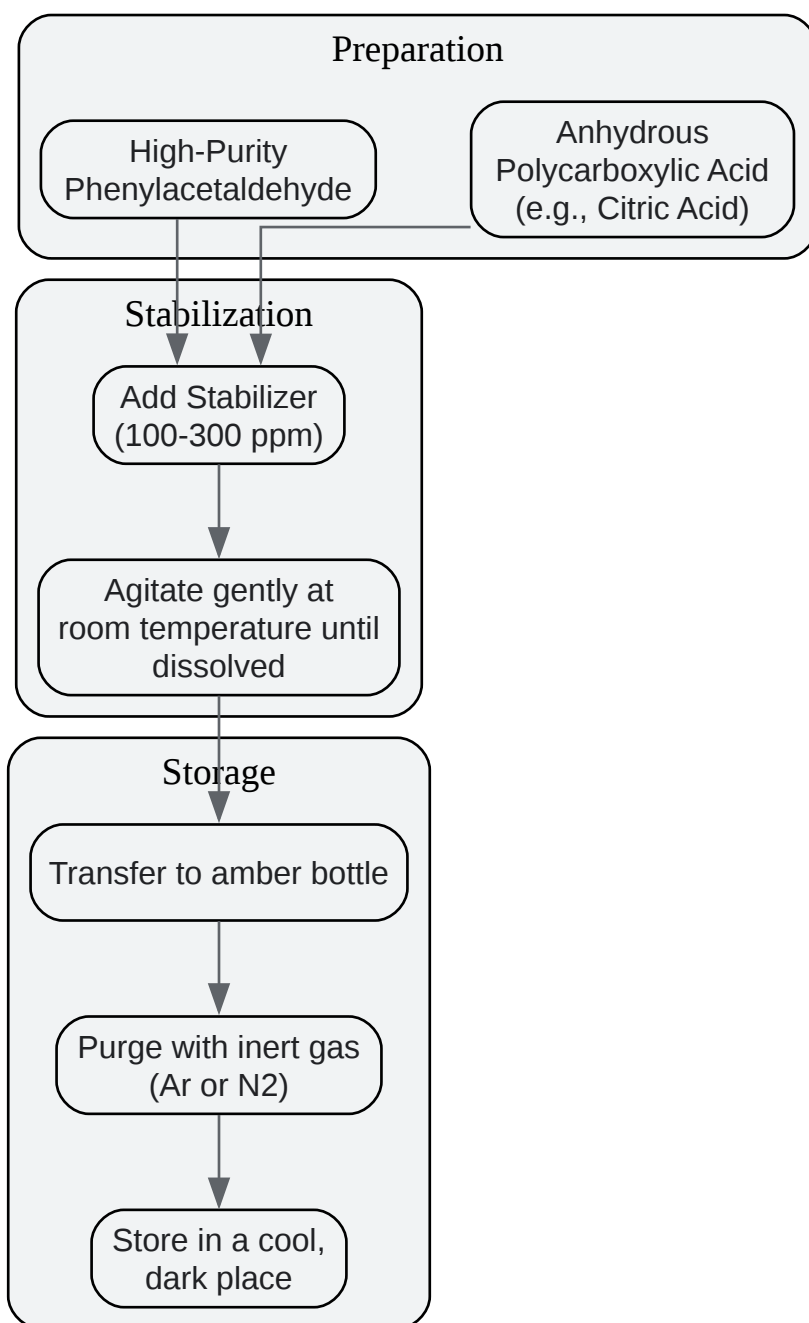 Preparation
High-Purity
Phenylacetaldehyde
Anhydrous
Polycarboxylic Acid
(e.g., Citric Acid)
Stabilization
Add Stabilizer
(100-300 ppm)
Agitate gently at
room temperature until
dissolved
Storage
Transfer to amber bottle
Purge with inert gas
(Ar or N2)
Store in a cool,
dark place